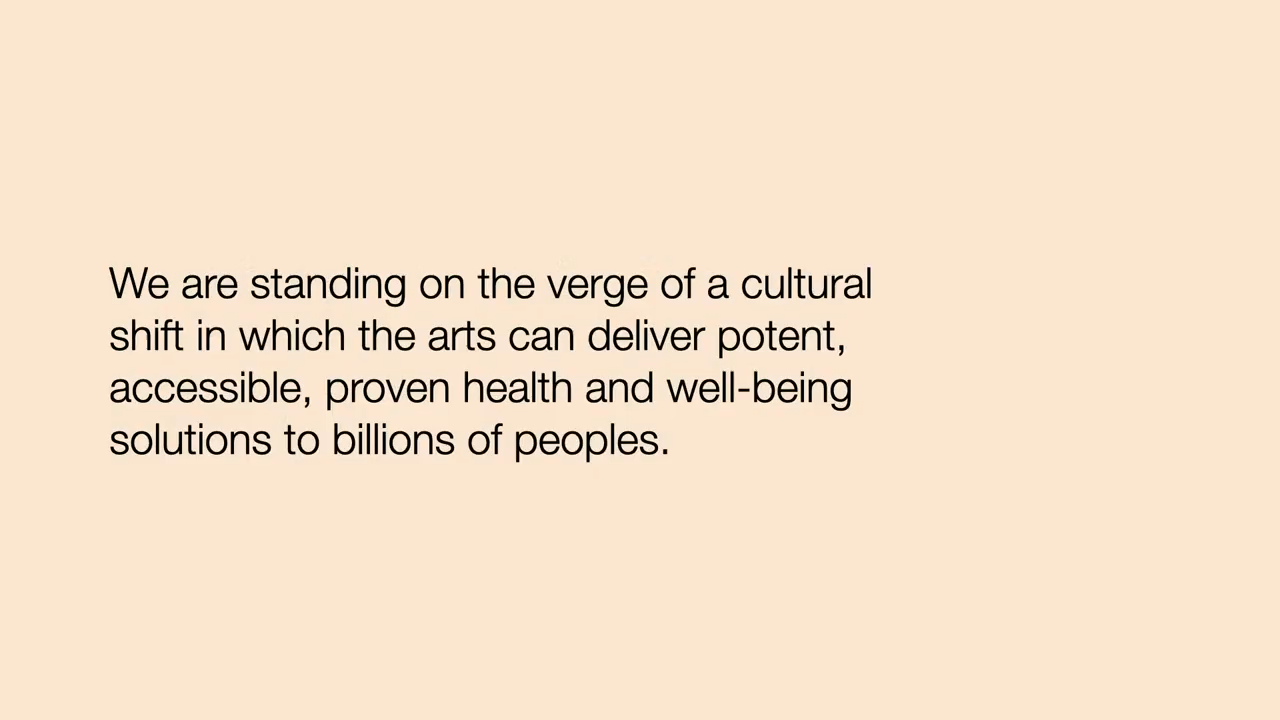 We are standing on the verge of a cultural
shift in which the arts can deliver potent,
accessible, proven health and well-being
solutions to billions of peoples.